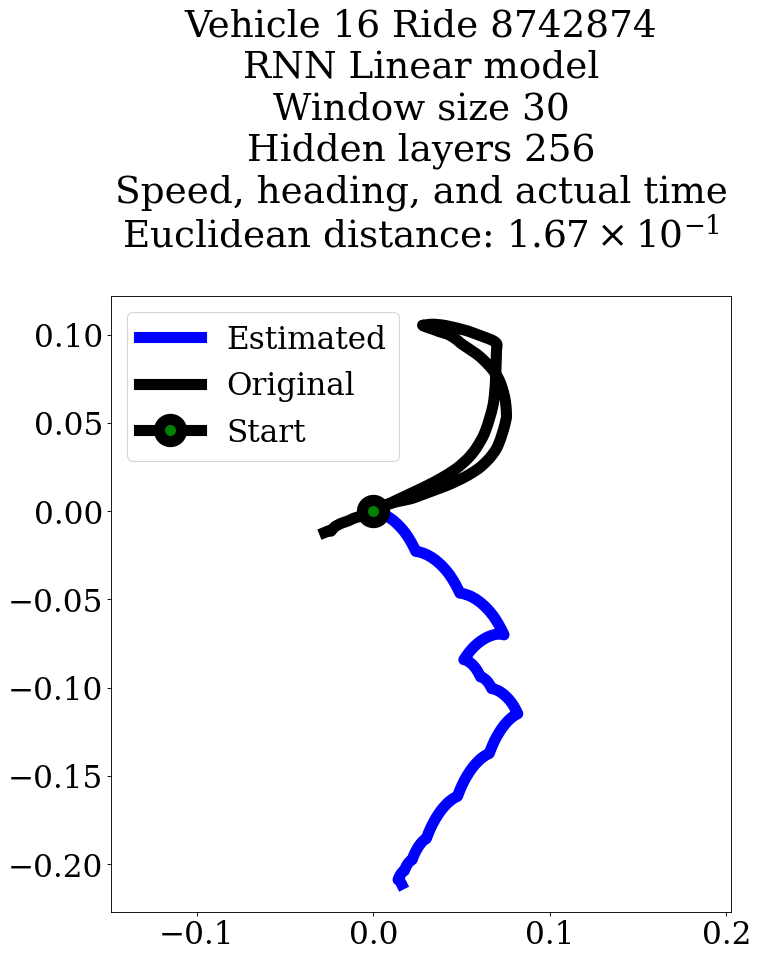 Vehicle 16 Ride 8742874
RNN Linear model
Window size 30
Hidden layers 256
Speed, heading, and actual time
Euclidean distance: 1.67 × 10⁻¹
Estimated
Original
Start
0.10
0.05
0.00
−0.05
−0.10
−0.15
−0.20
−0.1 0.0 0.1 0.2